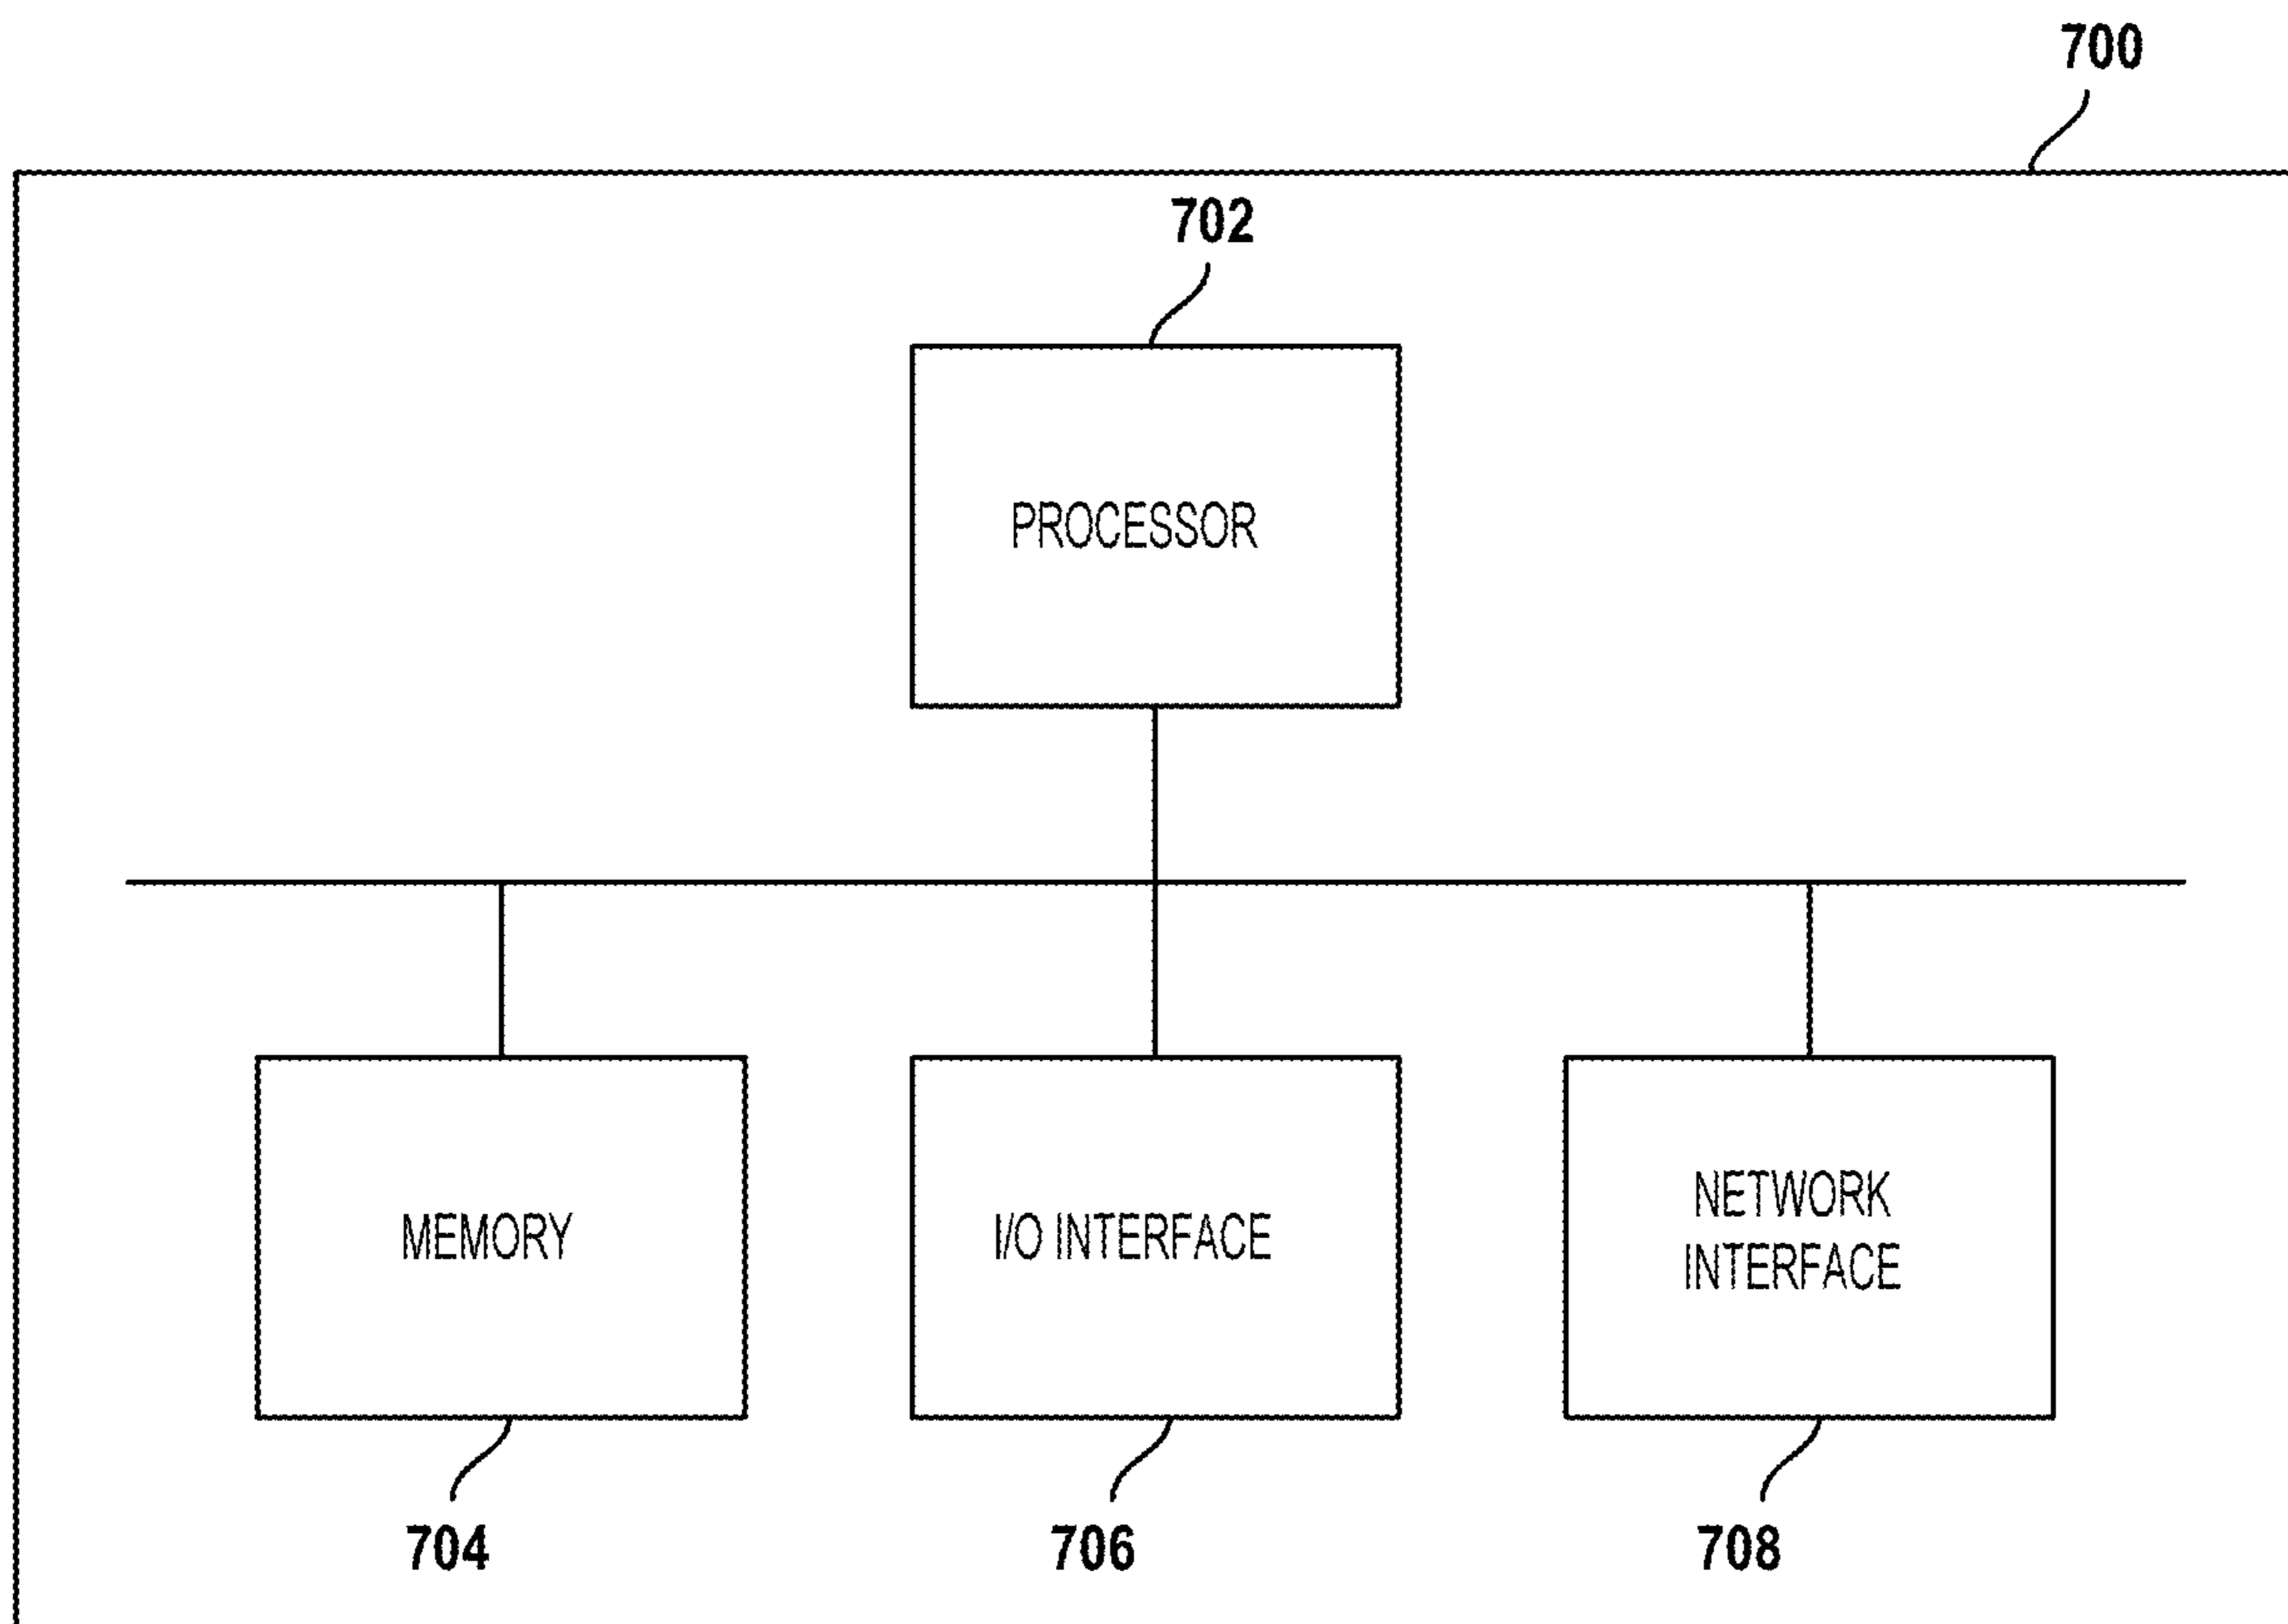 700
702
PROCESSOR
MEMORY
I/O INTERFACE
NETWORK
INTERFACE
704
706
708